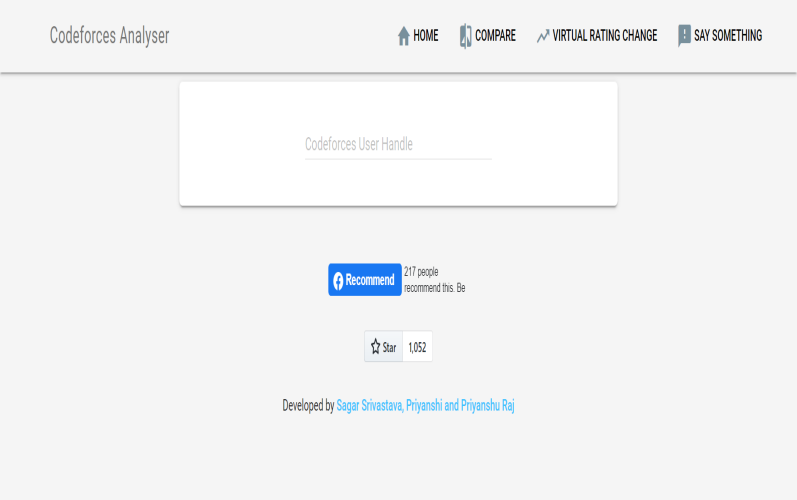 Codeforces Analyser
HOME
COMPARE
VIRTUAL RATING CHANGE
SAY SOMETHING
Codeforces User Handle
Recommend
217 people
recommend this. Be
Star
1,052
Developed by Sagar Srivastava, Priyanshi and Priyanshu Raj